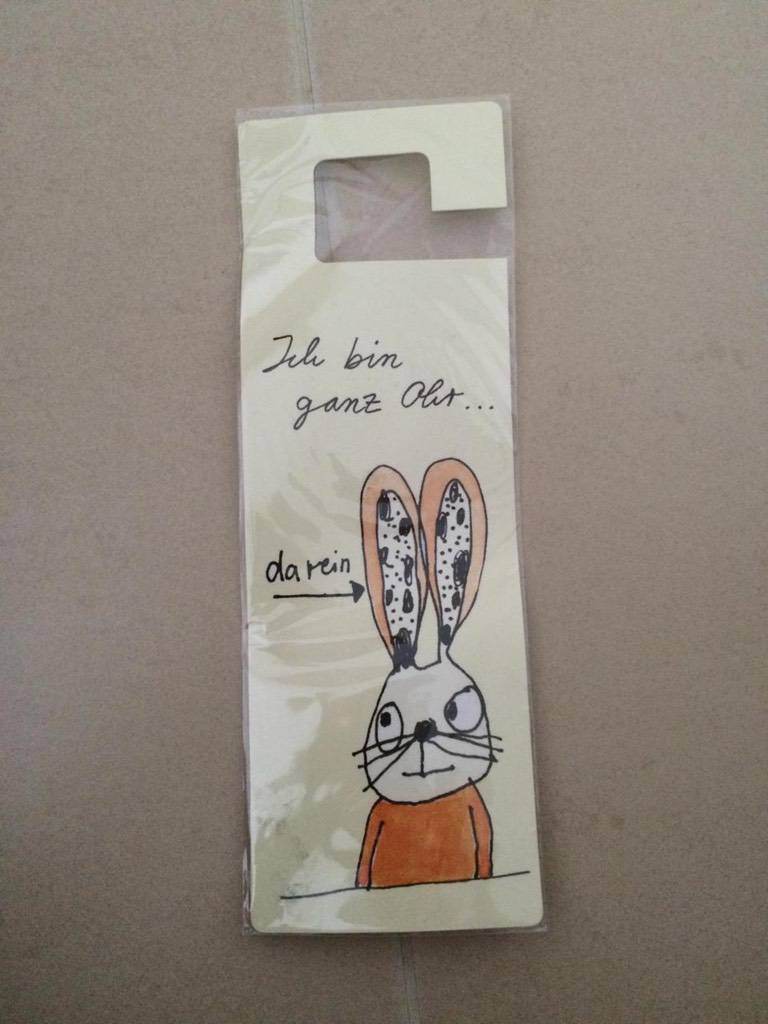 Ich bin
ganz Ohr...
da rein